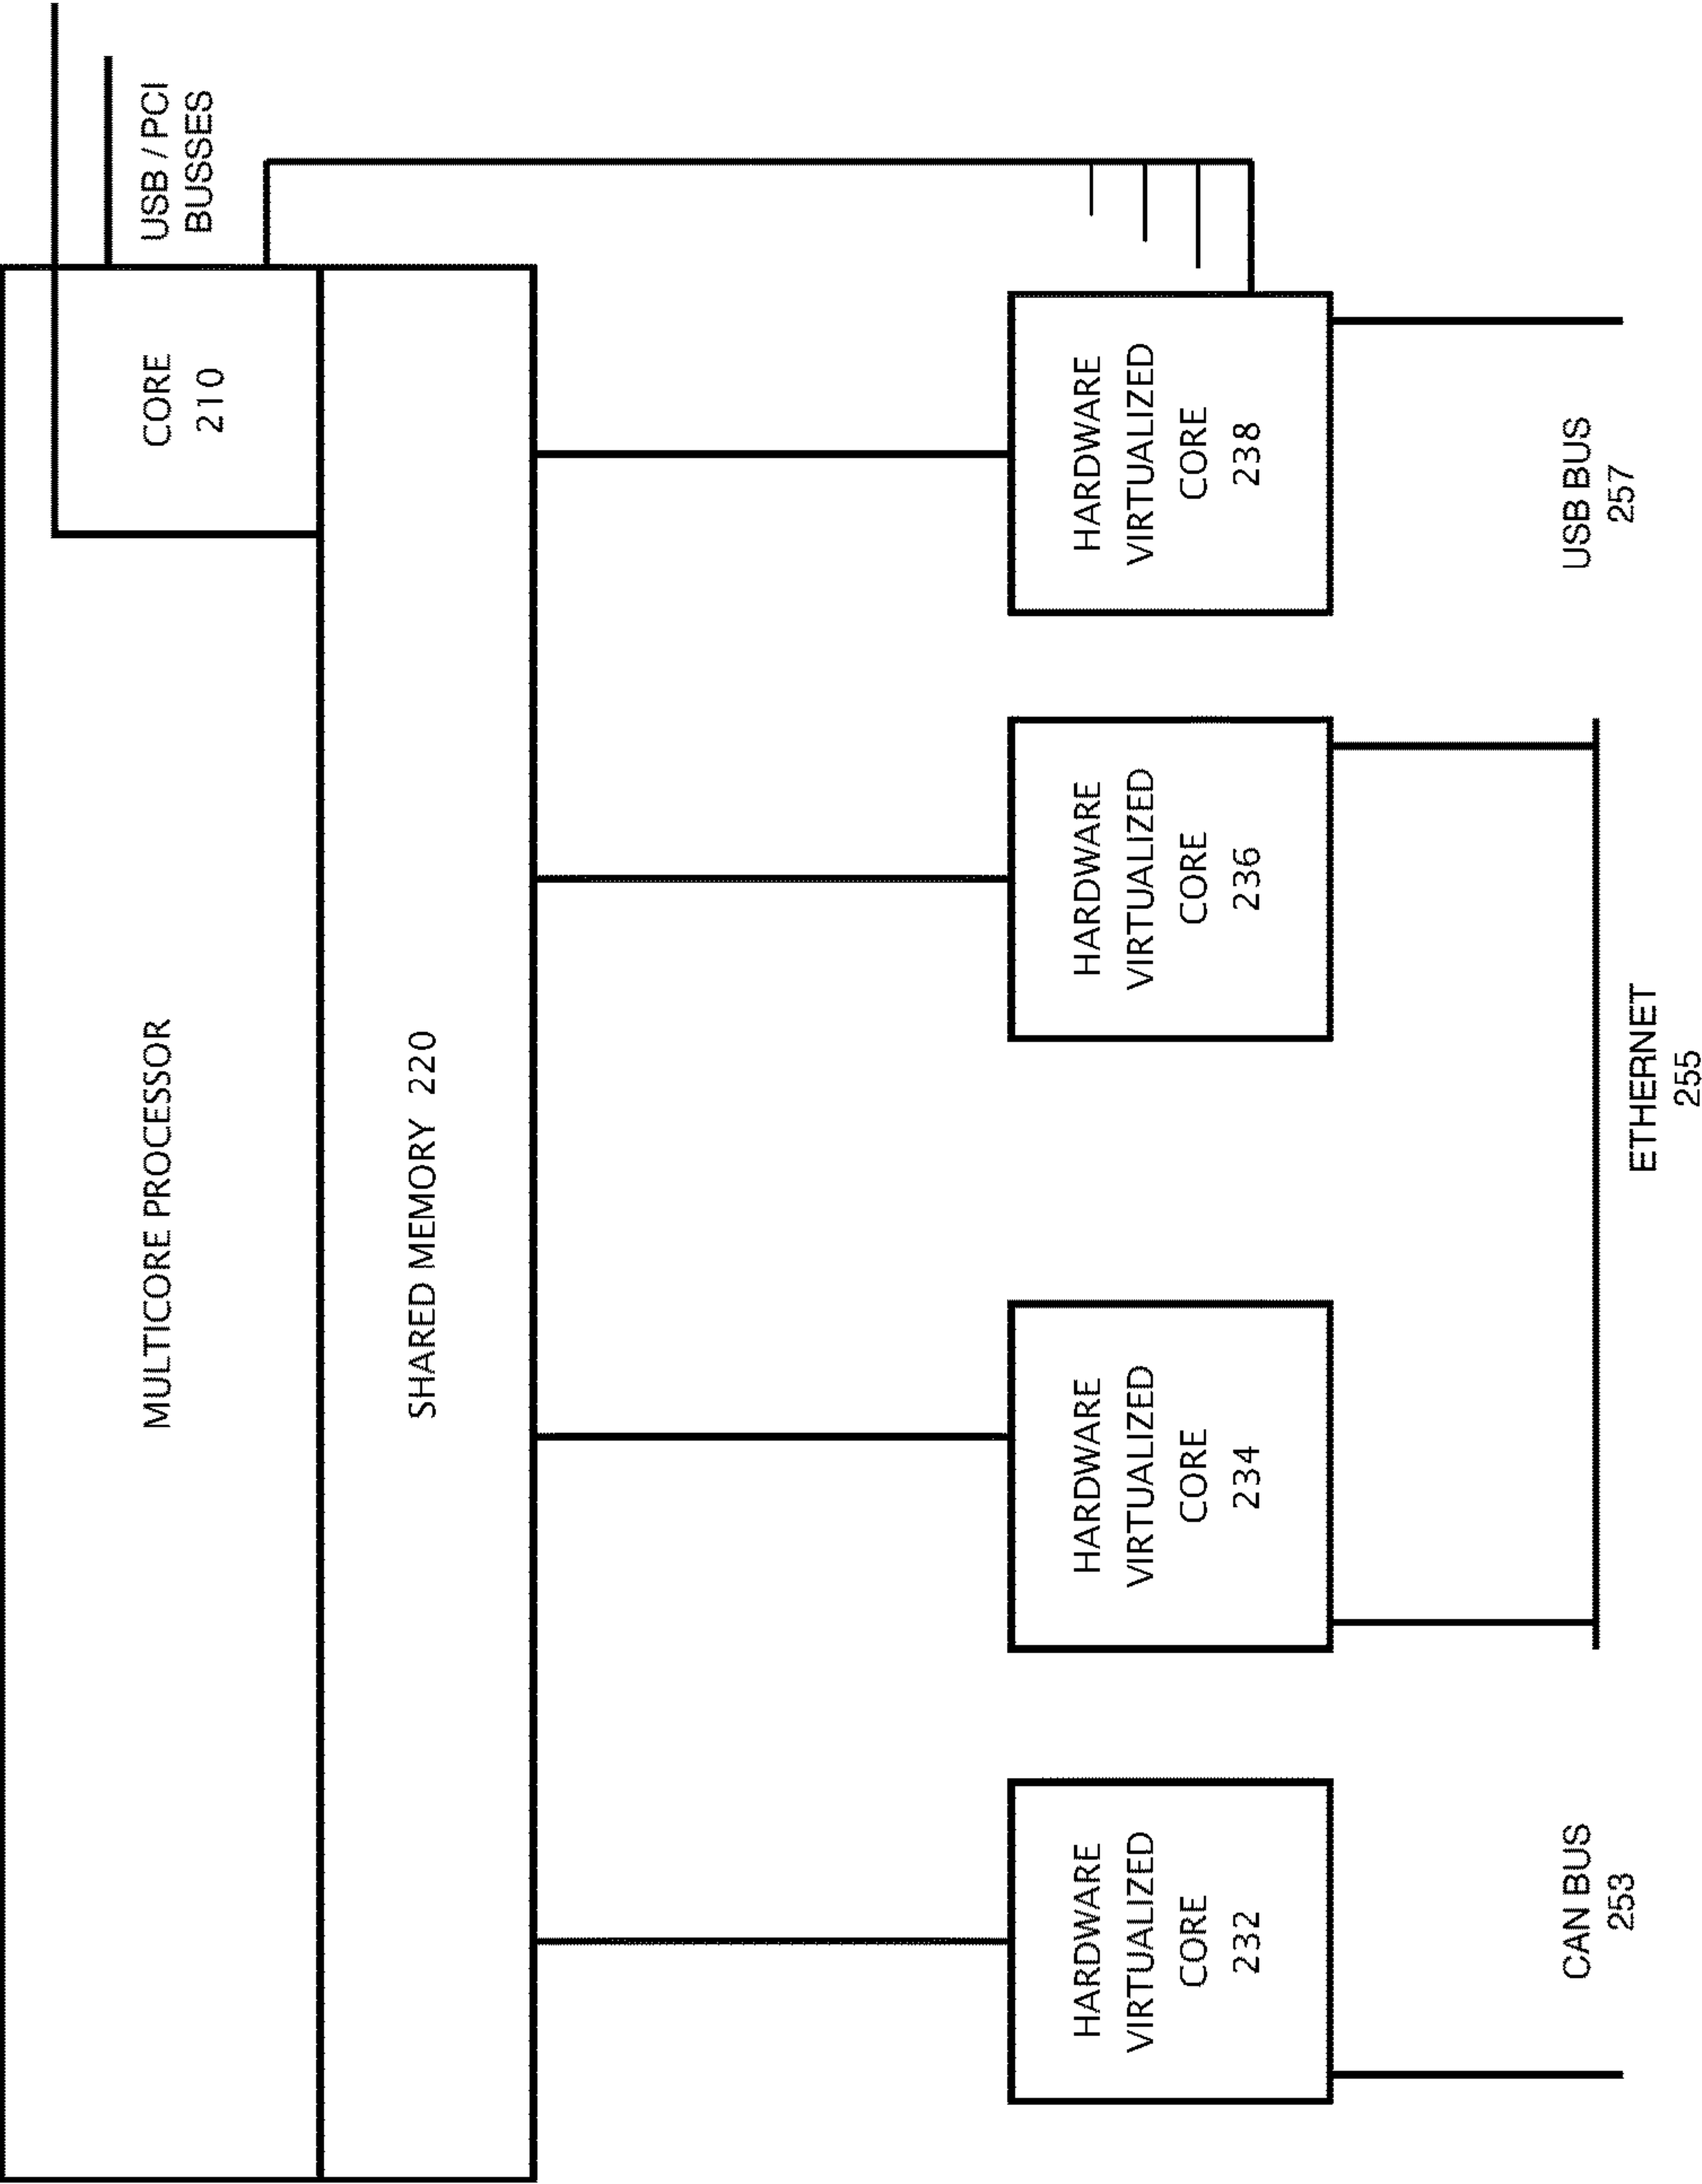 MULTICORE PROCESSOR
CORE
210
USB / PCI
BUSSES
SHARED MEMORY 220
HARDWARE
VIRTUALIZED
CORE
232
HARDWARE
VIRTUALIZED
CORE
234
HARDWARE
VIRTUALIZED
CORE
236
HARDWARE
VIRTUALIZED
CORE
238
CAN BUS
253
ETHERNET
255
USB BUS
257